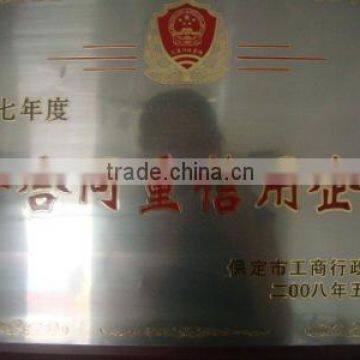 七年度
合同重信用企
trade.china.cn
保定市工商行政
二00八年五